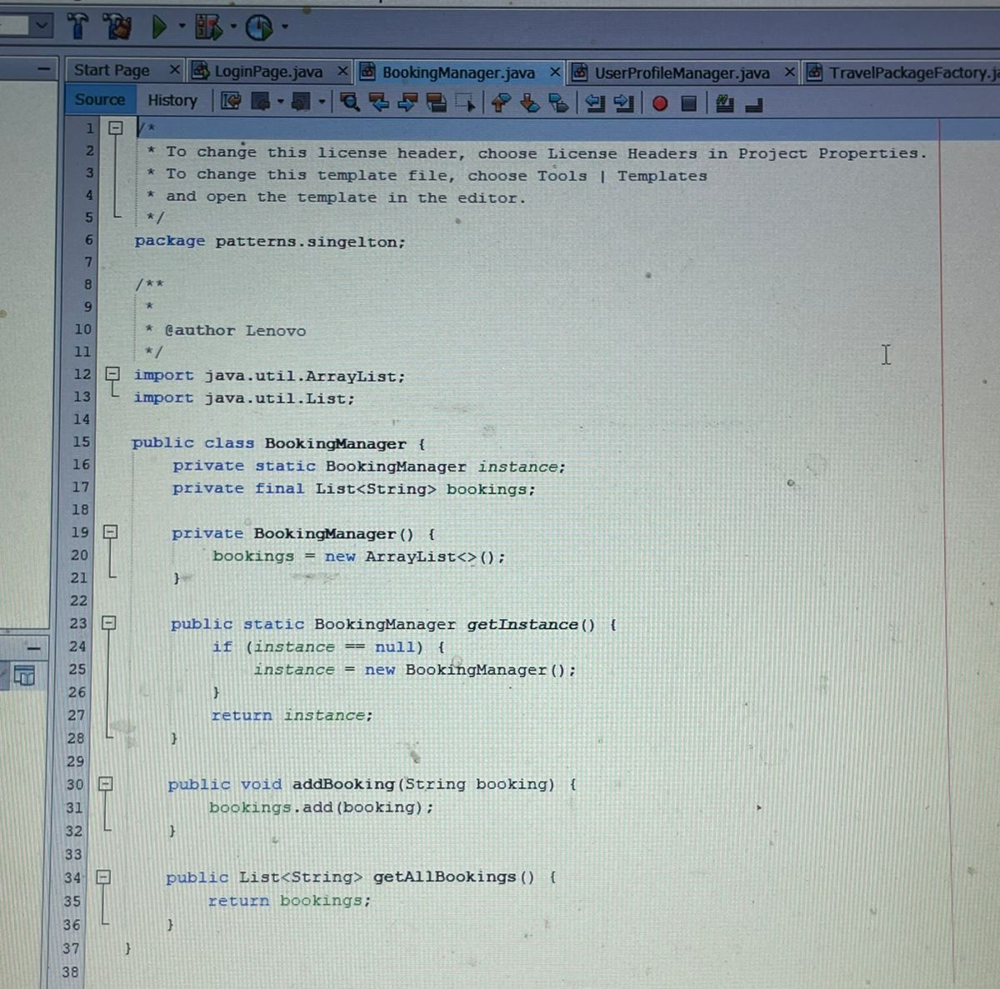 Start Page
LoginPage.java
BookingManager.java
UserProfileManager.java
TravelPackageFactory.ja
Source
History
1 /*
2 * To change this license header, choose License Headers in Project Properties.
3 * To change this template file, choose Tools | Templates
4 * and open the template in the editor.
5 */
6 package patterns.singelton;
7
8 /**
9 *
10 * @author Lenovo
11 */
12 import java.util.ArrayList;
13 import java.util.List;
14
15 public class BookingManager {
16 private static BookingManager instance;
17 private final List<String> bookings;
18
19 private BookingManager() {
20 bookings = new ArrayList<>();
21 }
22
23 public static BookingManager getInstance() {
24 if (instance == null) {
25 instance = new BookingManager();
26 }
27 return instance;
28 }
29
30 public void addBooking(String booking) {
31 bookings.add(booking);
32 }
33
34 public List<String> getAllBookings() {
35 return bookings;
36 }
37 }
38